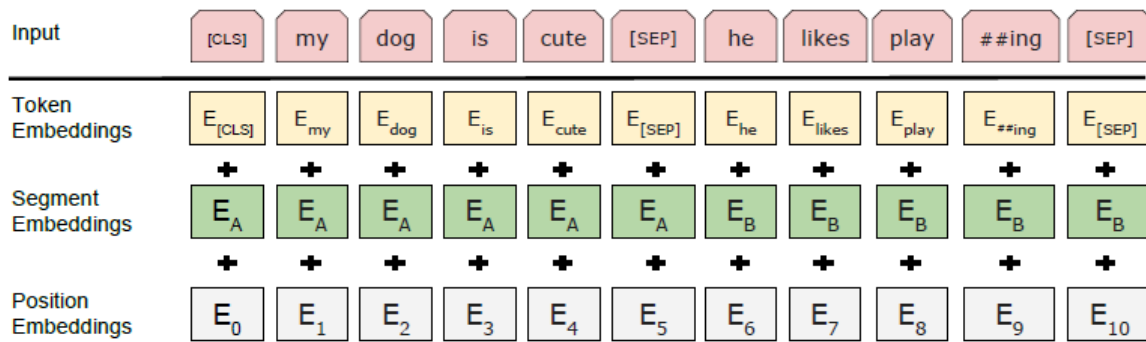 Input [CLS] my dog is cute [SEP] he likes play ##ing [SEP]
Token Embeddings E[CLS] Emy Edog Eis Ecute E[SEP] Ehe Elikes Eplay E##ing E[SEP]
+ + + + + + + + + + +
Segment Embeddings EA EA EA EA EA EA EB EB EB EB EB
+ + + + + + + + + + +
Position Embeddings E0 E1 E2 E3 E4 E5 E6 E7 E8 E9 E10